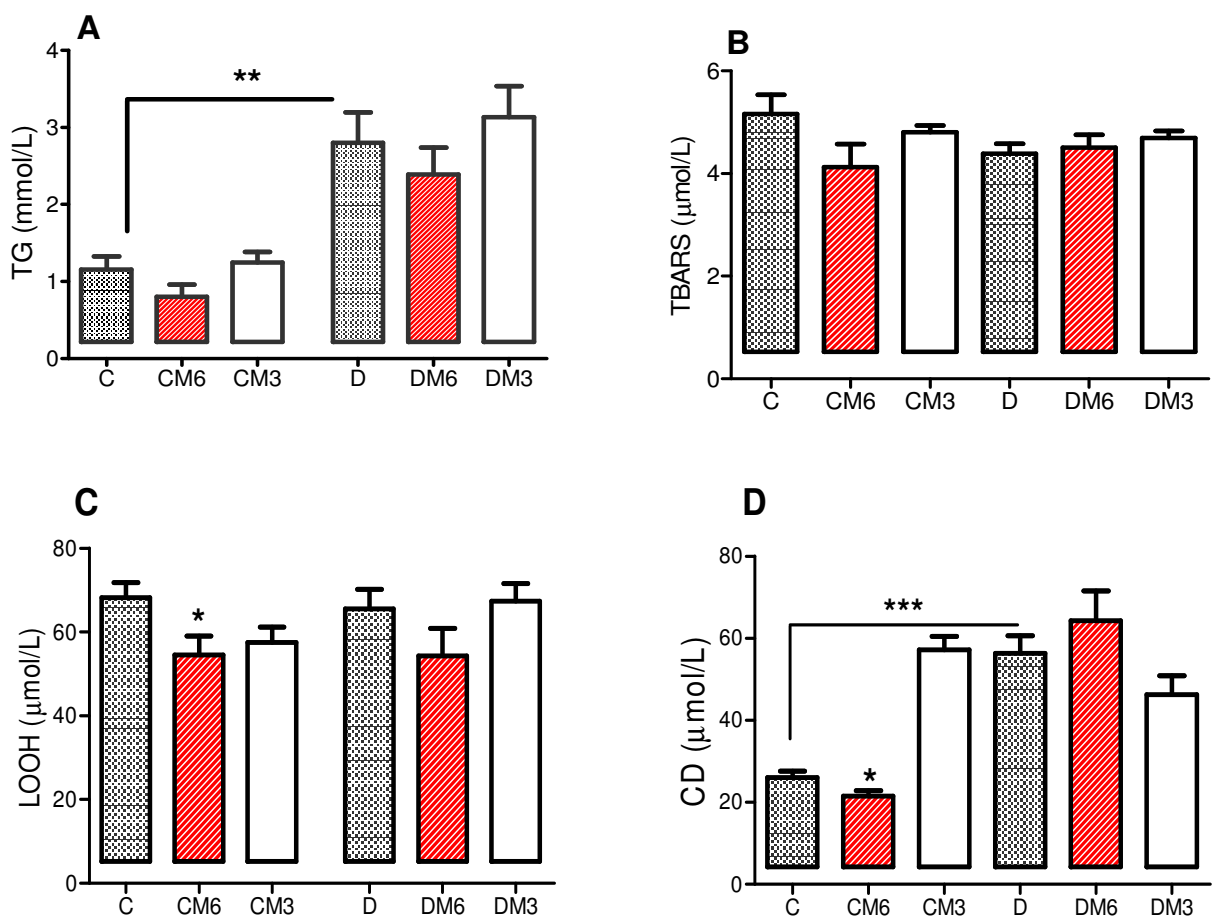 A
TG (mmol/L)
4
3
2
1
0
**
C CM6 CM3 D DM6 DM3
B
TBARS (μmol/L)
6
4
2
0
C CM6 CM3 D DM6 DM3
C
LOOH (μmol/L)
80
60
40
20
0
*
C CM6 CM3 D DM6 DM3
D
CD (μmol/L)
80
60
40
20
0
***
*
C CM6 CM3 D DM6 DM3